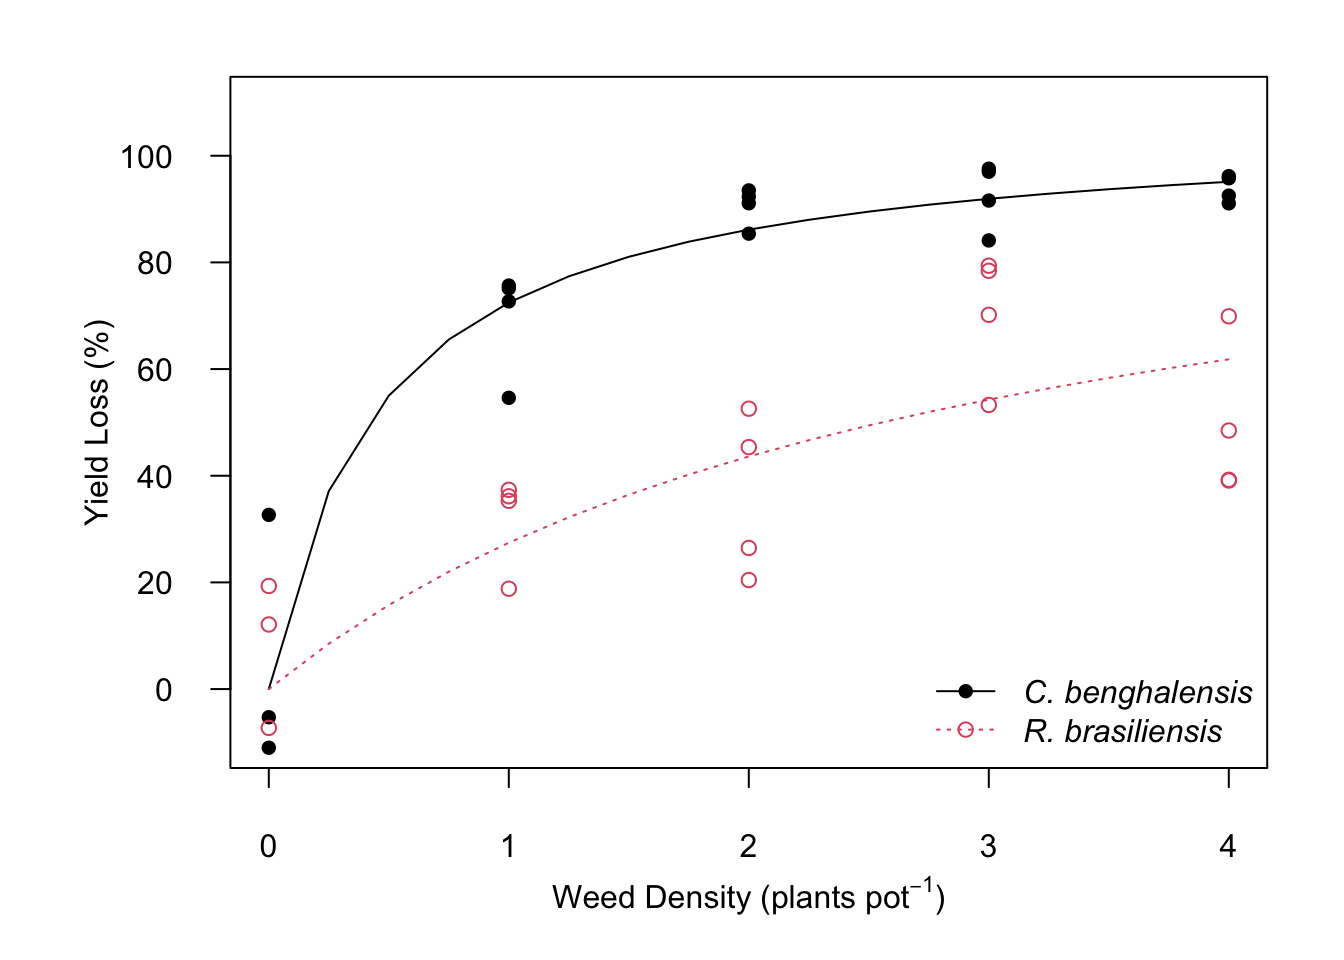 100
80
60
40
20
0
Yield Loss (%)
C. benghalensis
R. brasiliensis
0 1 2 3 4
Weed Density (plants pot⁻¹)